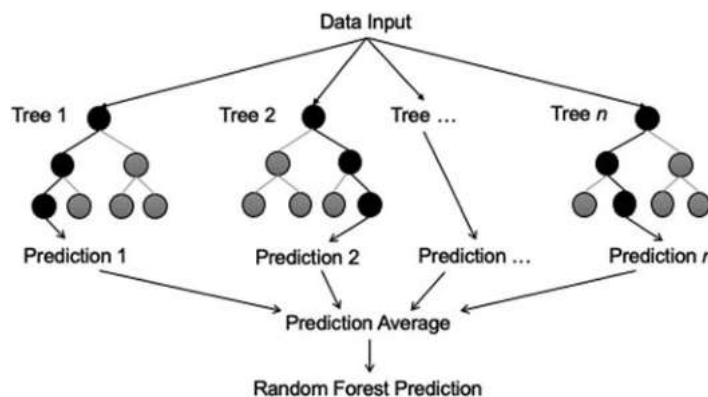 Data Input
Tree 1 Tree 2 Tree ... Tree n
Prediction 1 Prediction 2 Prediction ... Prediction n
Prediction Average
Random Forest Prediction